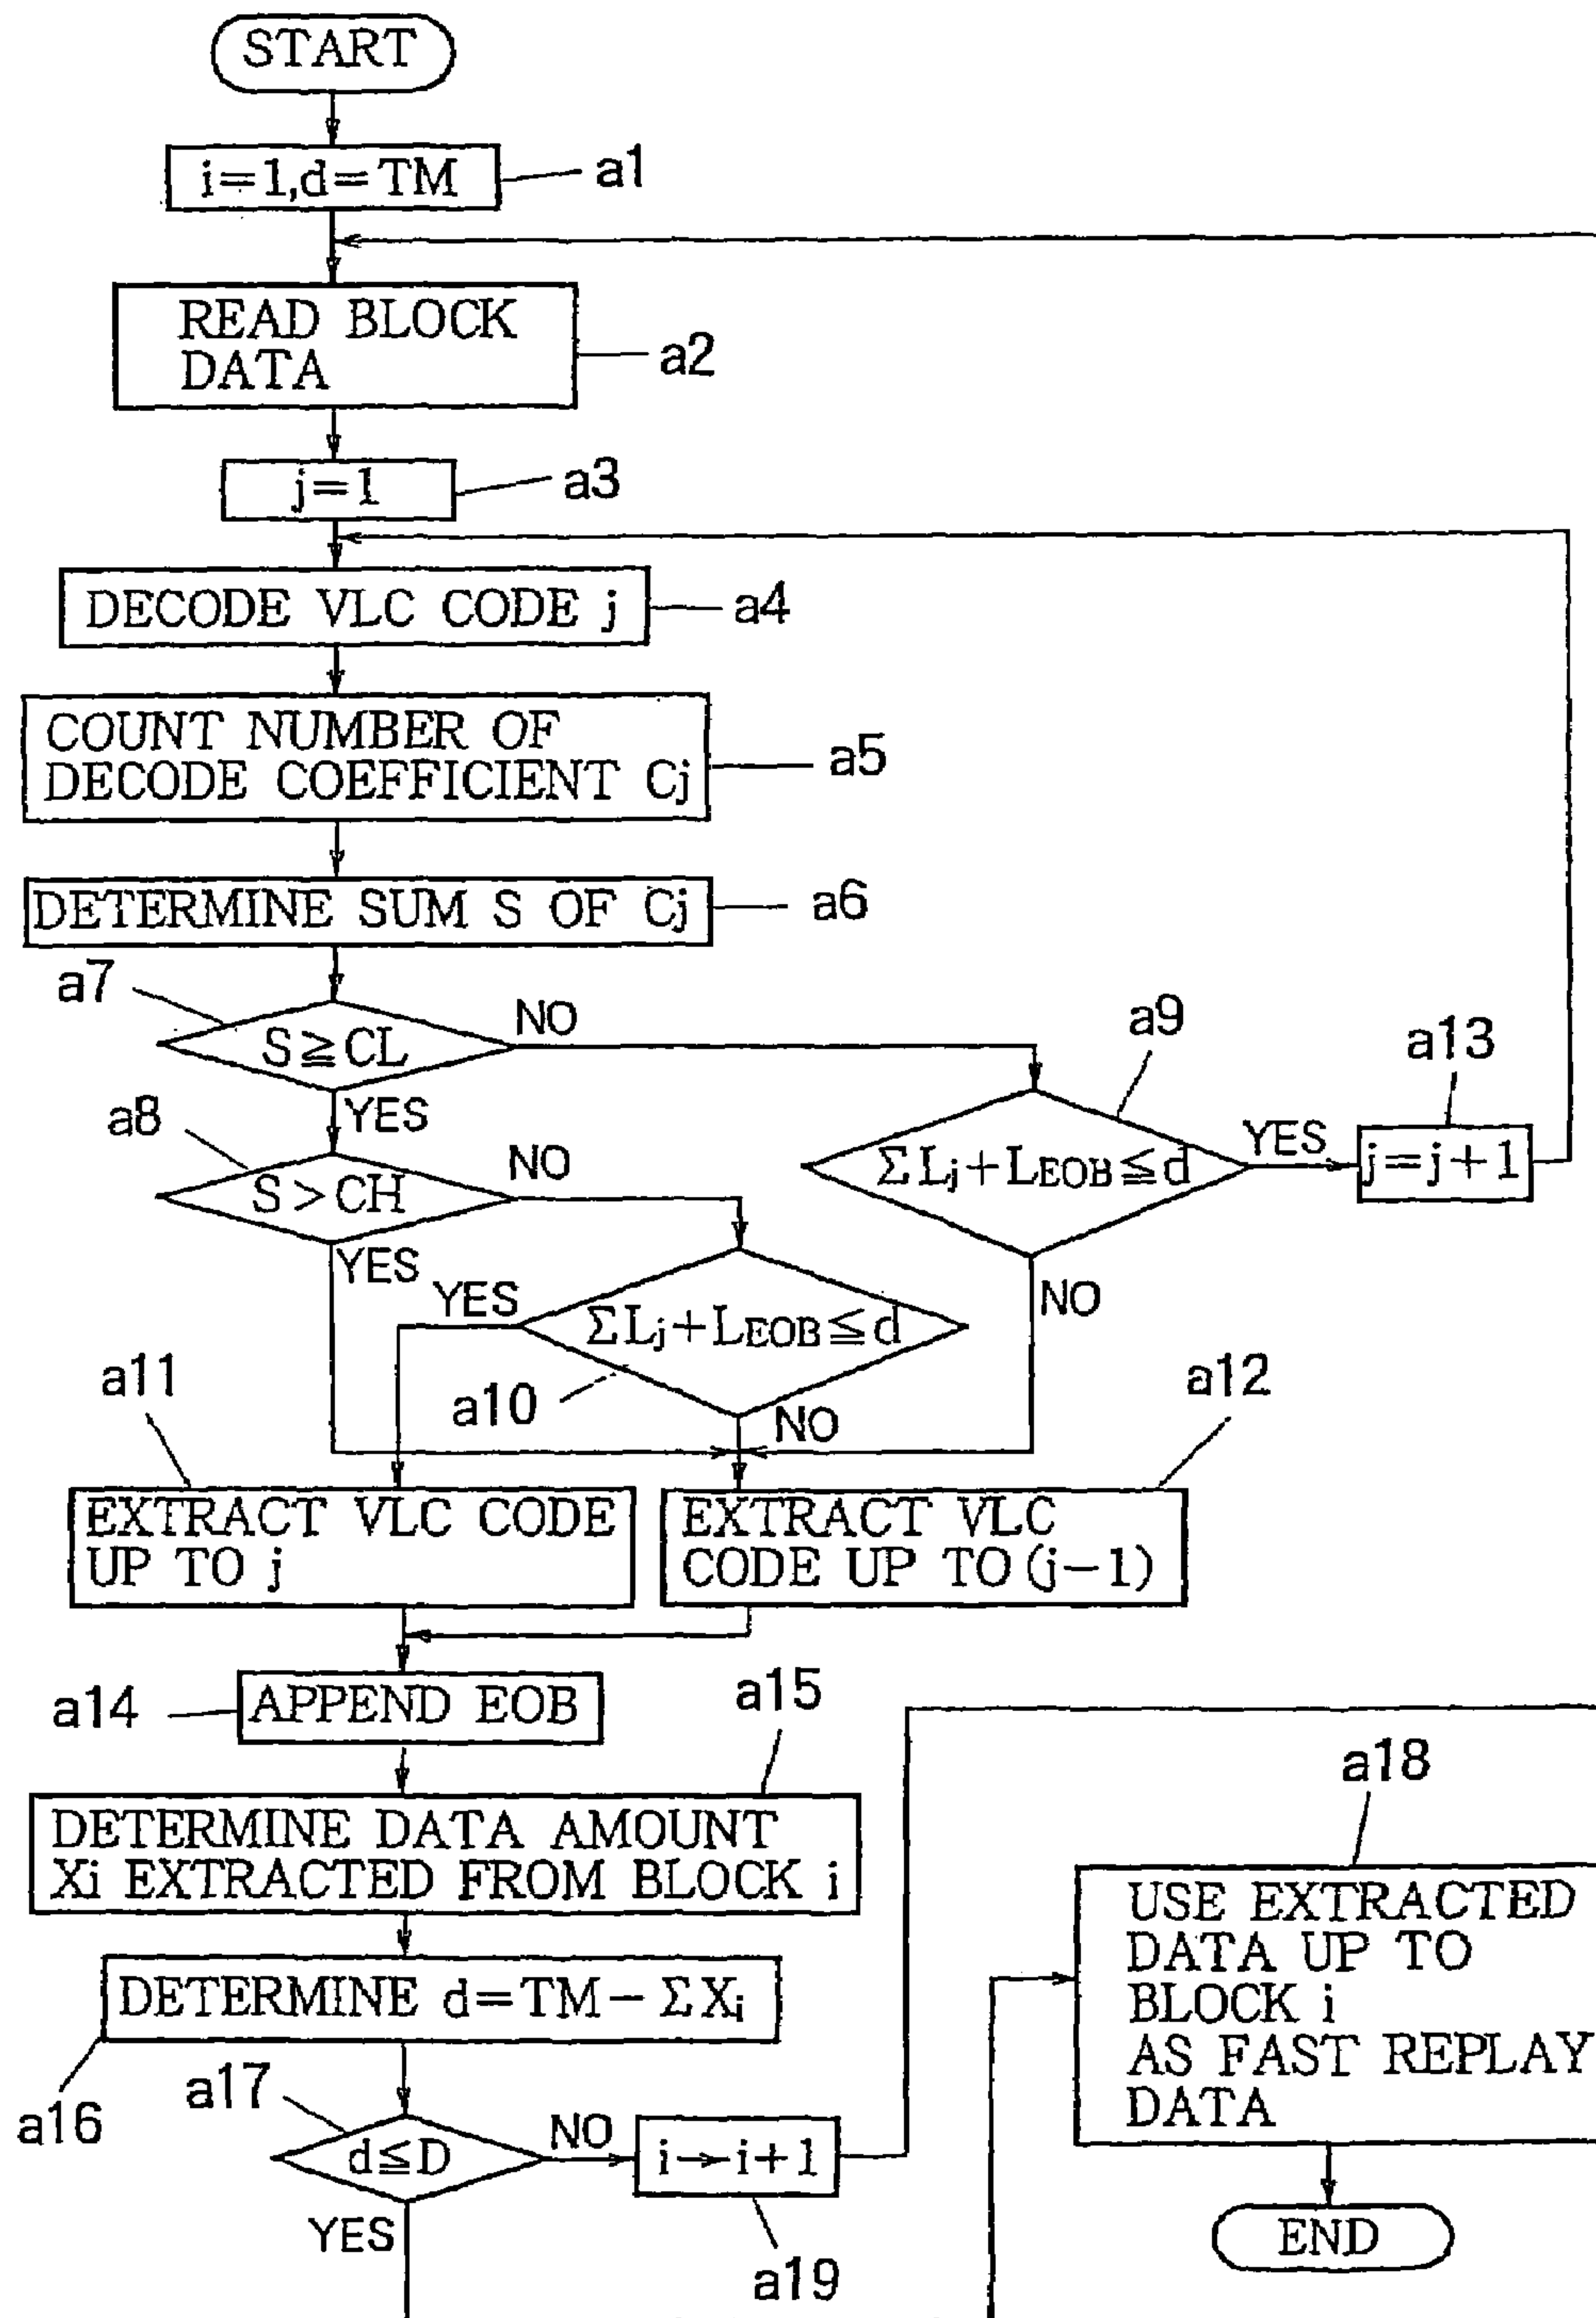 START
i=1,d=TM
a1
READ BLOCK
DATA
a2
j=1
a3
DECODE VLC CODE j
a4
COUNT NUMBER OF
DECODE COEFFICIENT Cj
a5
DETERMINE SUM S OF Cj
a6
a7
S≧CL
NO
YES
a9
ΣLj+LEOB≦d
YES
NO
a13
j=j+1
a8
S>CH
NO
YES
YES
ΣLj+LEOB≦d
a10
NO
a11
EXTRACT VLC CODE
UP TO j
a12
EXTRACT VLC
CODE UP TO (j-1)
a14
APPEND EOB
a15
DETERMINE DATA AMOUNT
Xi EXTRACTED FROM BLOCK i
DETERMINE d=TM-ΣXi
a16
a17
d≦D
NO
YES
i→i+1
a19
a18
USE EXTRACTED
DATA UP TO
BLOCK i
AS FAST REPLAY
DATA
END